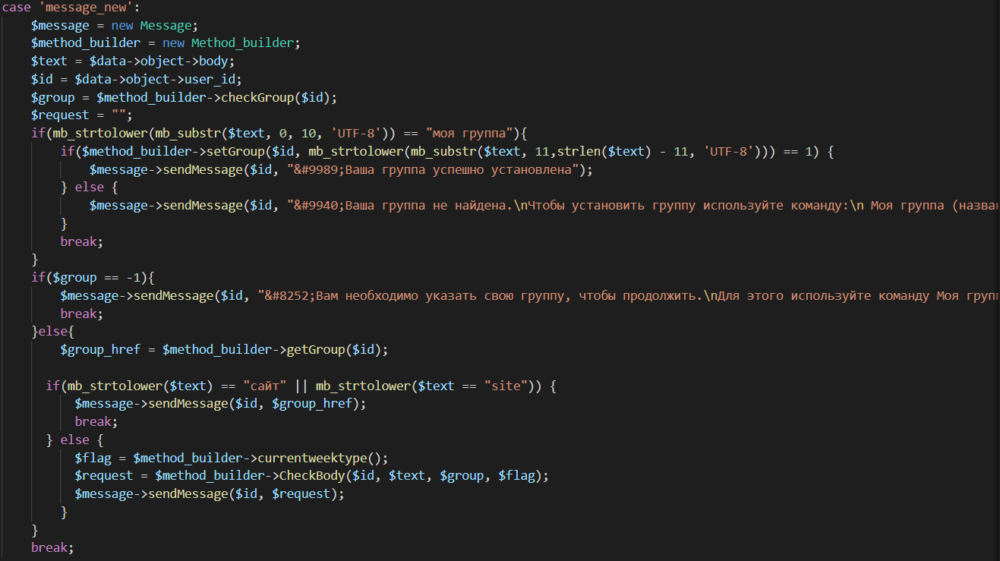 case 'message_new':
$message = new Message;
$method_builder = new Method_builder;
$text = $data->object->body;
$id = $data->object->user_id;
$group = $method_builder->checkGroup($id);
$request = "";
if(mb_strtolower(mb_substr($text, 0, 10, 'UTF-8')) == "моя группа"){
if($method_builder->setGroup($id, mb_strtolower(mb_substr($text, 11,strlen($text) - 11, 'UTF-8'))) == 1) {
$message->sendMessage($id, "&#9989;Ваша группа успешно установлена");
} else {
$message->sendMessage($id, "&#9940;Ваша группа не найдена.\nЧтобы установить группу используйте команду:\n Моя группа (назва
}
break;
}
if($group == -1){
$message->sendMessage($id, "&#8252;Вам необходимо указать свою группу, чтобы продолжить.\nДля этого используйте команду Моя груп
break;
}else{
$group_href = $method_builder->getGroup($id);
if(mb_strtolower($text) == "сайт" || mb_strtolower($text == "site")) {
$message->sendMessage($id, $group_href);
break;
} else {
$flag = $method_builder->currentweektype();
$request = $method_builder->CheckBody($id, $text, $group, $flag);
$message->sendMessage($id, $request);
}
}
break;